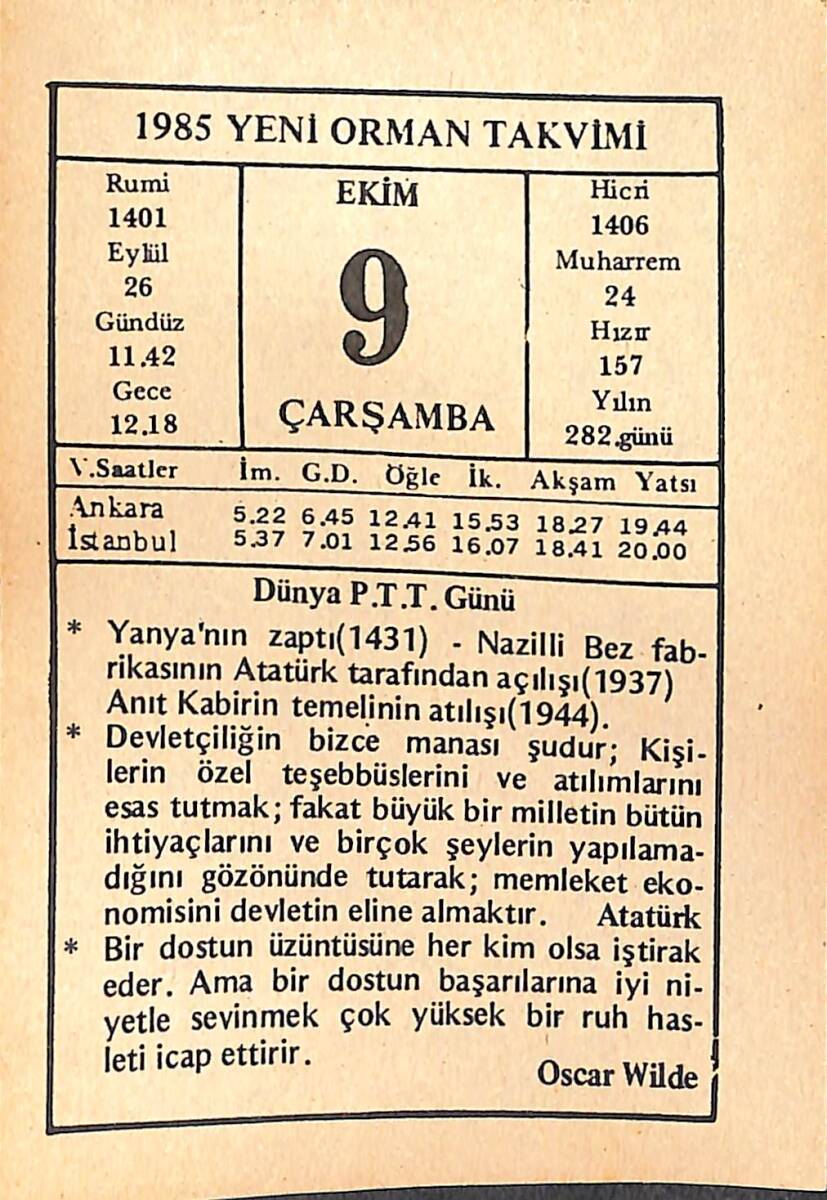 1985 YENİ ORMAN TAKVİMİ
Rumi
1401
Eylül
26
Gündüz
11.42
Gece
12.18
EKİM
9
ÇARŞAMBA
Hicri
1406
Muharrem
24
Hızır
157
Yılın
282.günü
V.Saatler İm. G.D. Öğle İk. Akşam Yatsı
Ankara 5.22 6.45 12.41 15.53 18.27 19.44
İstanbul 5.37 7.01 12.56 16.07 18.41 20.00
Dünya P.T.T. Günü
* Yanya'nın zaptı(1431) - Nazilli Bez fab-
rikasının Atatürk tarafından açılışı(1937)
Anıt Kabirin temelinin atılışı(1944).
* Devletçiliğin bizce manası şudur; Kişi-
lerin özel teşebbüslerini ve atılımlarını
esas tutmak; fakat büyük bir milletin bütün
ihtiyaçlarını ve birçok şeylerin yapılama-
dığını gözönünde tutarak; memleket eko-
nomisini devletin eline almaktır. Atatürk
* Bir dostun üzüntüsüne her kim olsa iştirak
eder. Ama bir dostun başarılarına iyi ni-
yetle sevinmek çok yüksek bir ruh has-
leti icap ettirir.
Oscar Wilde